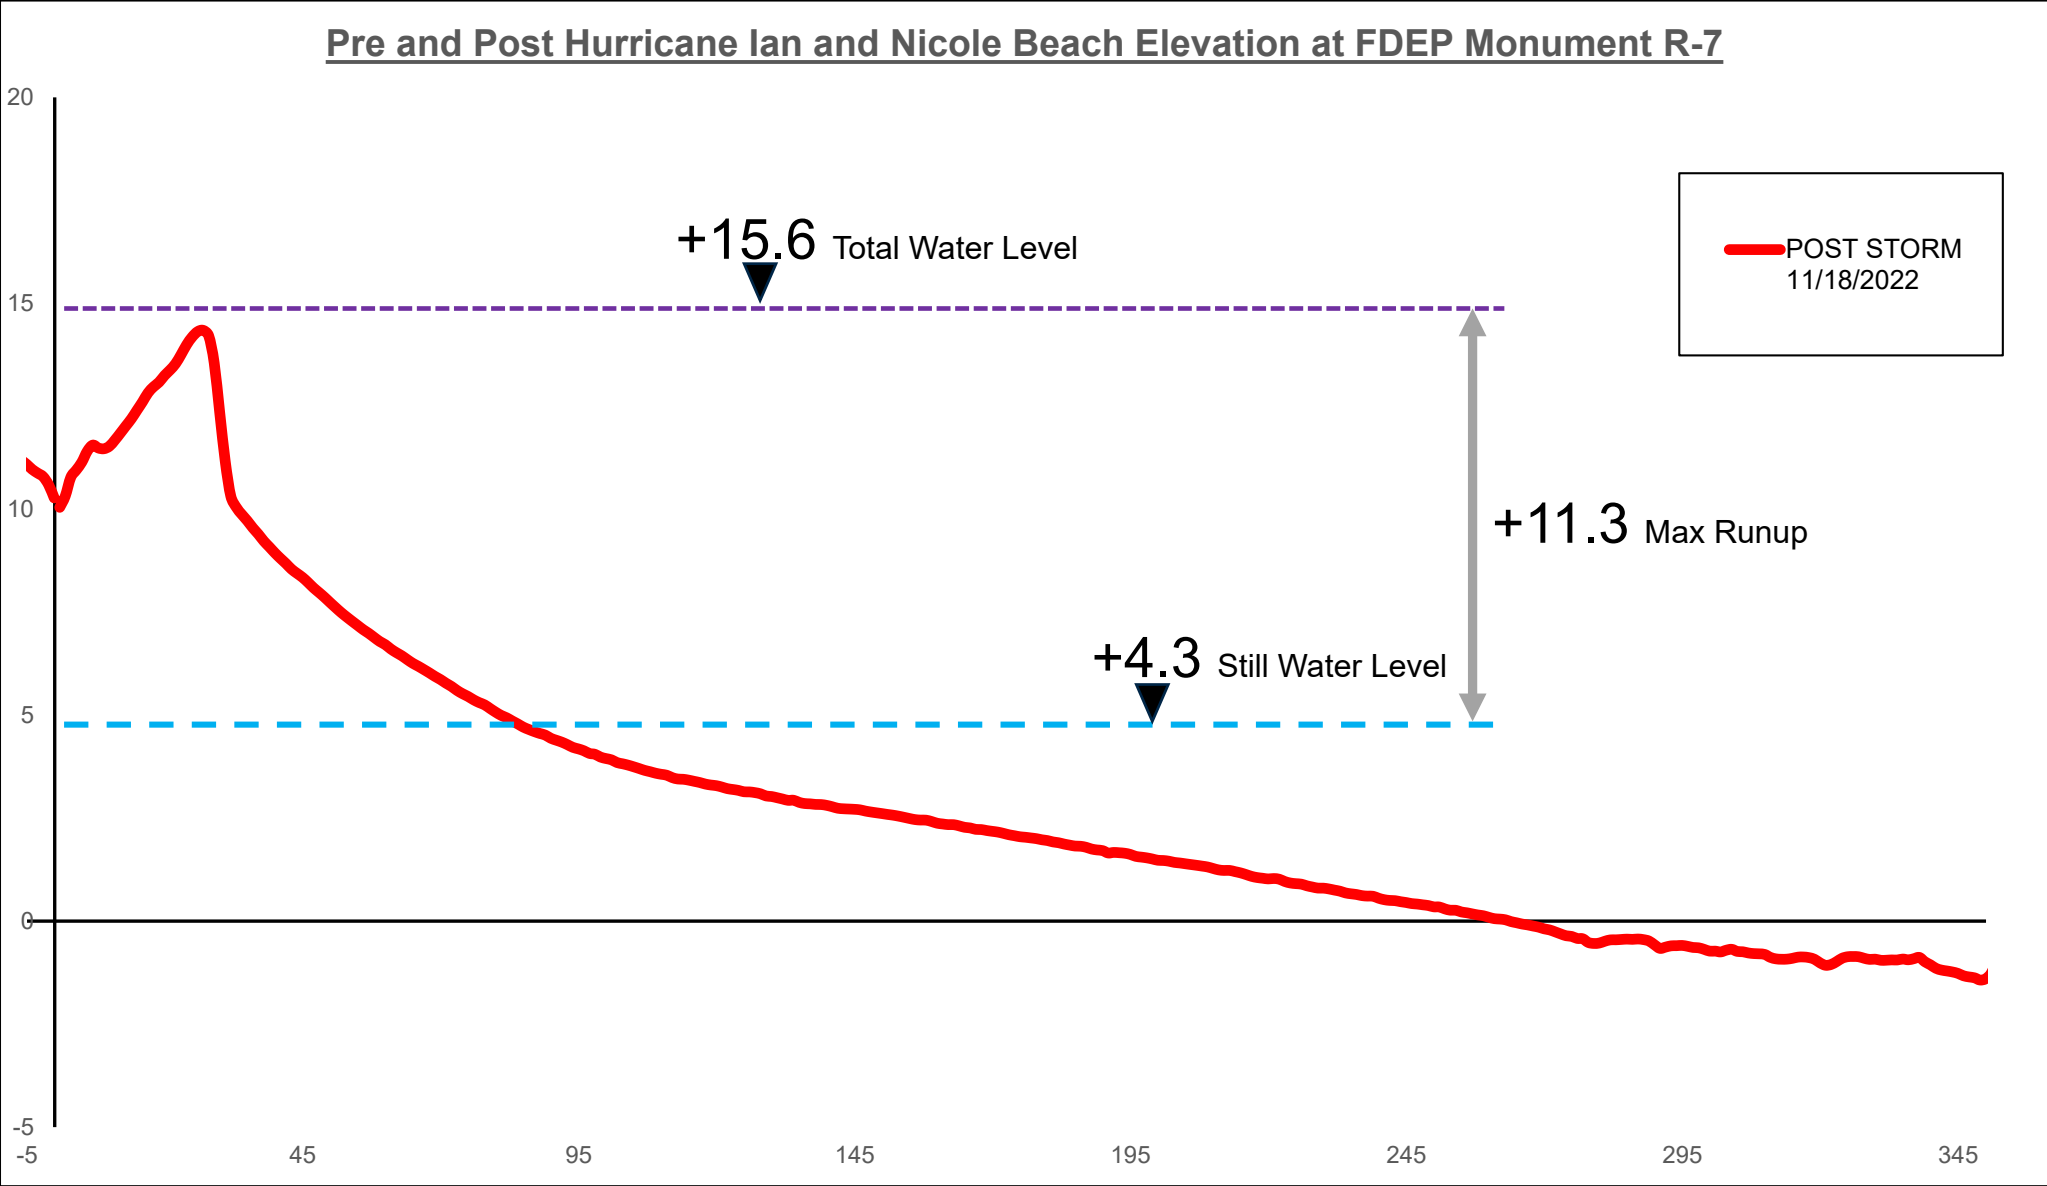 Pre and Post Hurricane Ian and Nicole Beach Elevation at FDEP Monument R-7
20
+15.6 Total Water Level
POST STORM
11/18/2022
15
10
+11.3 Max Runup
+4.3 Still Water Level
5
0
-5
-5 45 95 145 195 245 295 345